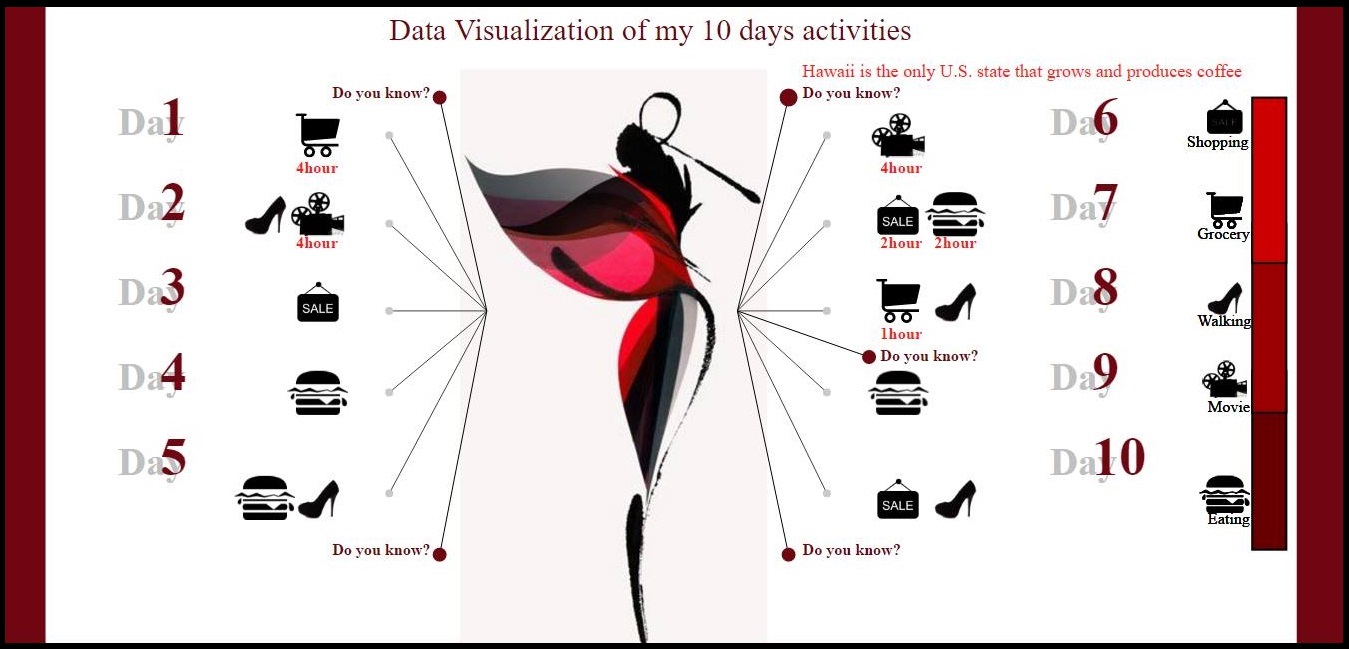 Data Visualization of my 10 days activities
Hawaii is the only U.S. state that grows and produces coffee
Do you know?
Do you know?
Day 1
4hour
4hour
Day 6
SALE
Shopping
Day 2
4hour
SALE
2hour 2hour
Day 7
Grocery
Day 3
SALE
1hour
Day 8
Walking
Do you know?
Day 4
Day 9
Movie
Day 5
SALE
Day 10
Eating
Do you know?
Do you know?